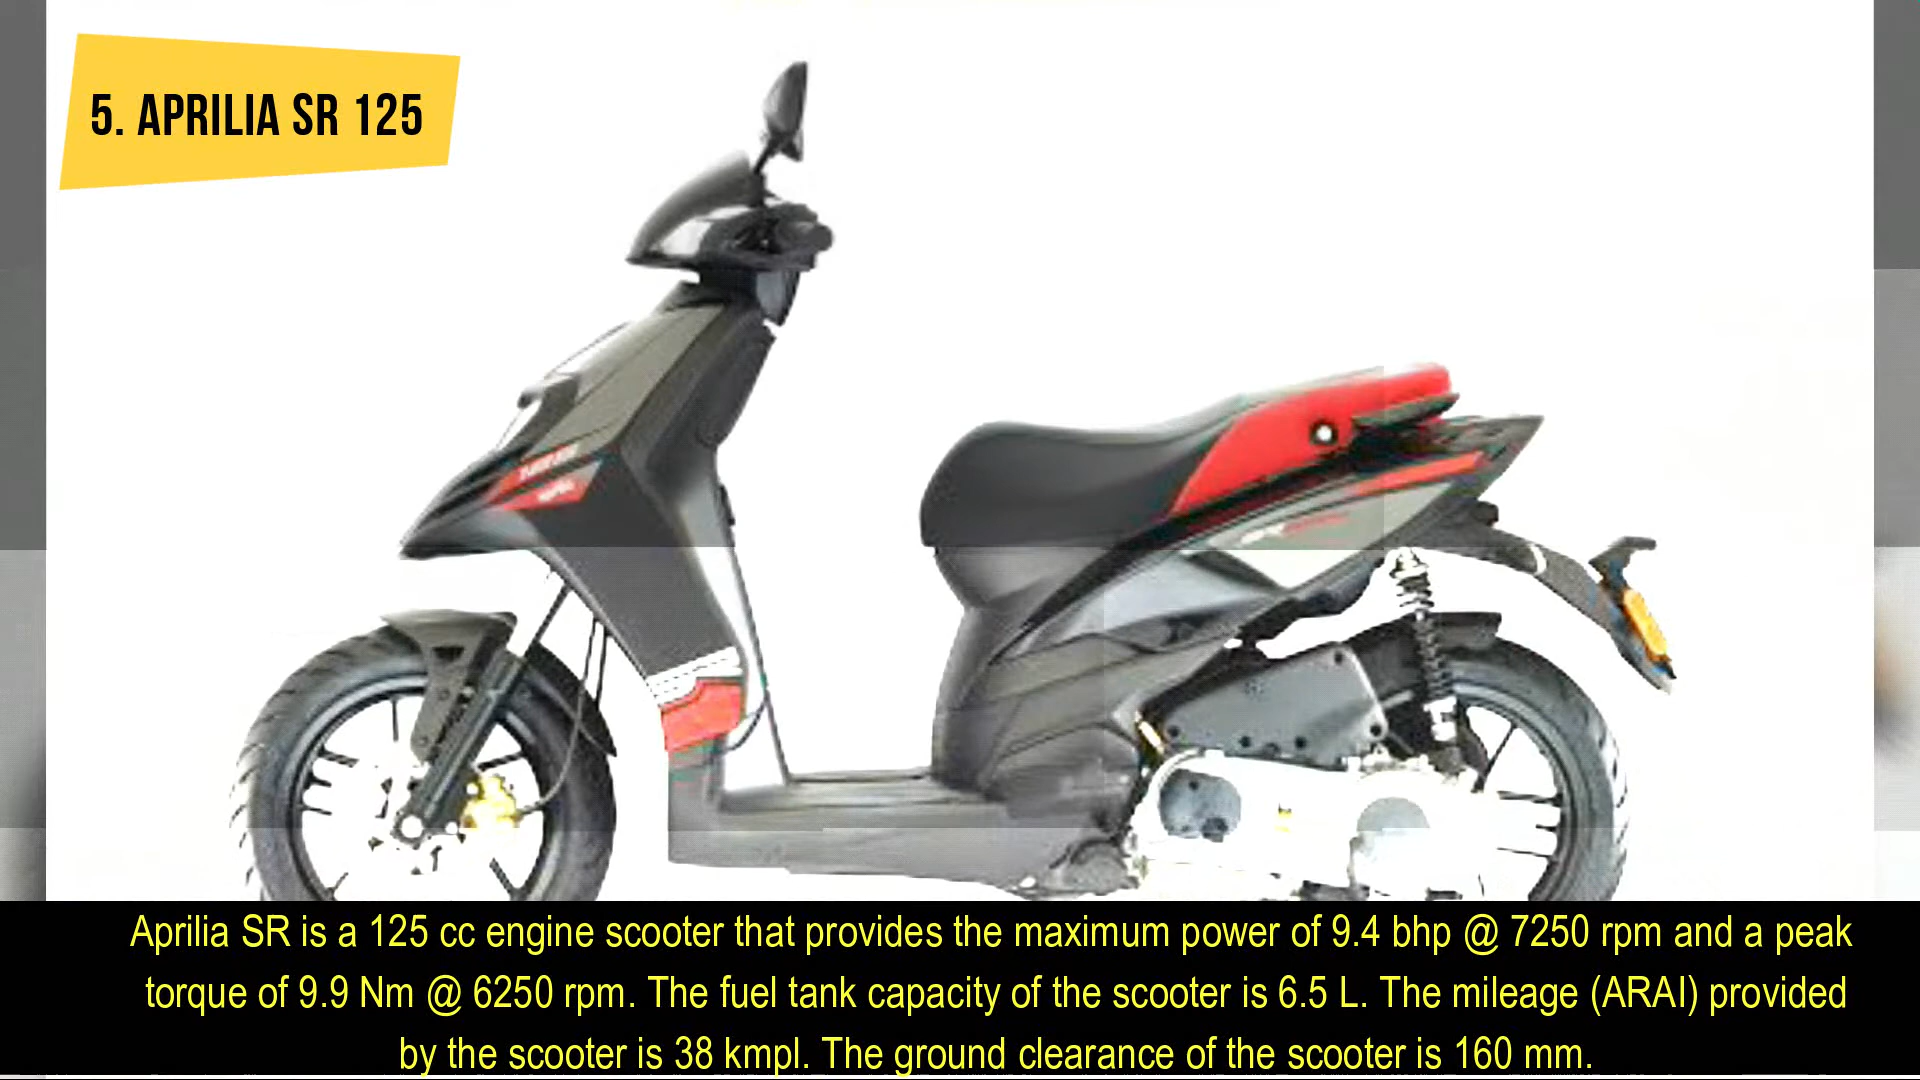 5. APRILIA SR 125
Aprilia SR is a 125 cc engine scooter that provides the maximum power of 9.4 bhp @ 7250 rpm and a peak
torque of 9.9 Nm @ 6250 rpm. The fuel tank capacity of the scooter is 6.5 L. The mileage (ARAI) provided
by the scooter is 38 kmpl. The ground clearance of the scooter is 160 mm.